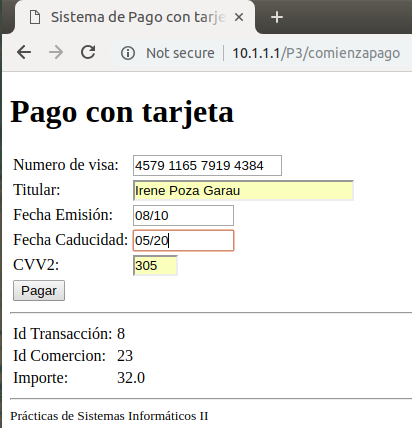 Sistema de Pago con tarje
Not secure 10.1.1.1/P3/comienzapago
Pago con tarjeta
Numero de visa: 4579 1165 7919 4384
Titular: Irene Poza Garau
Fecha Emisión: 08/10
Fecha Caducidad: 05/20
CVV2: 305
Pagar
Id Transacción: 8
Id Comercion: 23
Importe: 32.0
Prácticas de Sistemas Informáticos II